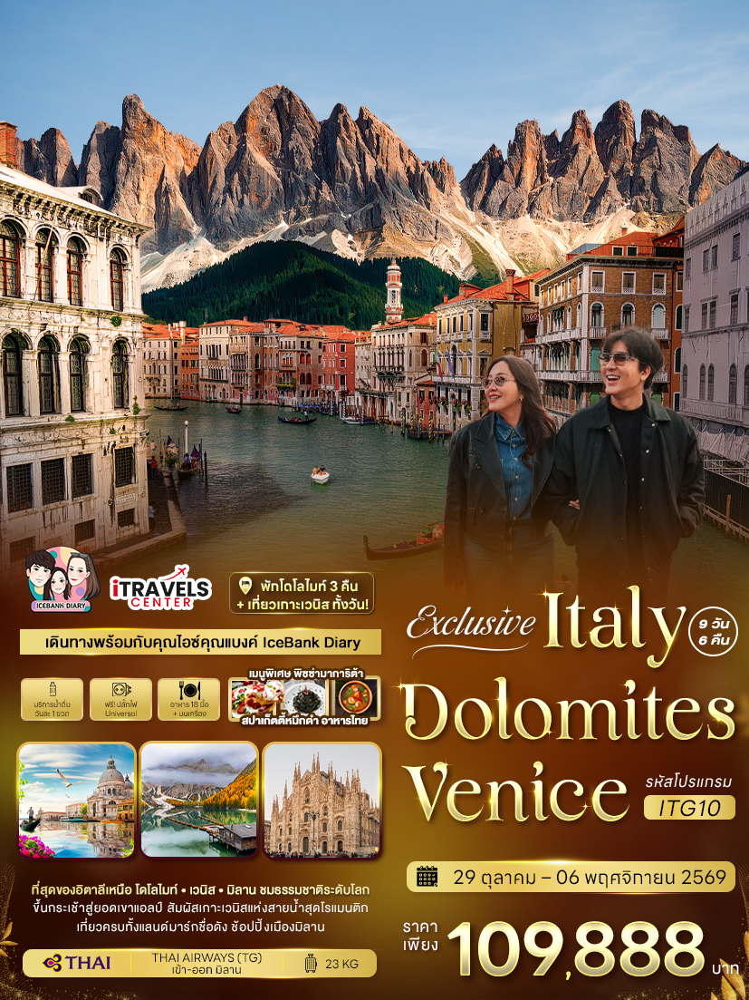 ICEBANK DIARY
iTRAVELS
CENTER
พักโดโลไมท์ 3 คืน
+ เที่ยวเกาะเวนิส ทั้งวัน!
เดินทางพร้อมกับคุณไอซ์คุณแบงค์ IceBank Diary
บริการน้ำดื่ม
วันละ 1 ขวด
ฟรี! ปลั๊กไฟ
Universal
อาหาร 18 มื้อ
+ บนเครื่อง
เมนูพิเศษ พิซซ่ามาการิต้า
สปาเก็ตตี้หมึกดำ อาหารไทย
Exclusive Italy
9 วัน
6 คืน
Dolomites
Venice
รหัสโปรแกรม
ITG10
29 ตุลาคม – 06 พฤศจิกายน 2569
ราคา
เพียง
109,888 บาท
ที่สุดของอิตาลีเหนือ โดโลไมท์ • เวนิส • มิลาน ชมธรรมชาติระดับโลก
ขึ้นกระเช้าสู่ยอดเขาแอลป์ สัมผัสเกาะเวนิสแห่งสายน้ำสุดโรแมนติก
เที่ยวครบทั้งแลนด์มาร์กชื่อดัง ช้อปปิ้งเมืองมิลาน
THAI
THAI AIRWAYS (TG)
เข้า-ออก มิลาน
23 KG